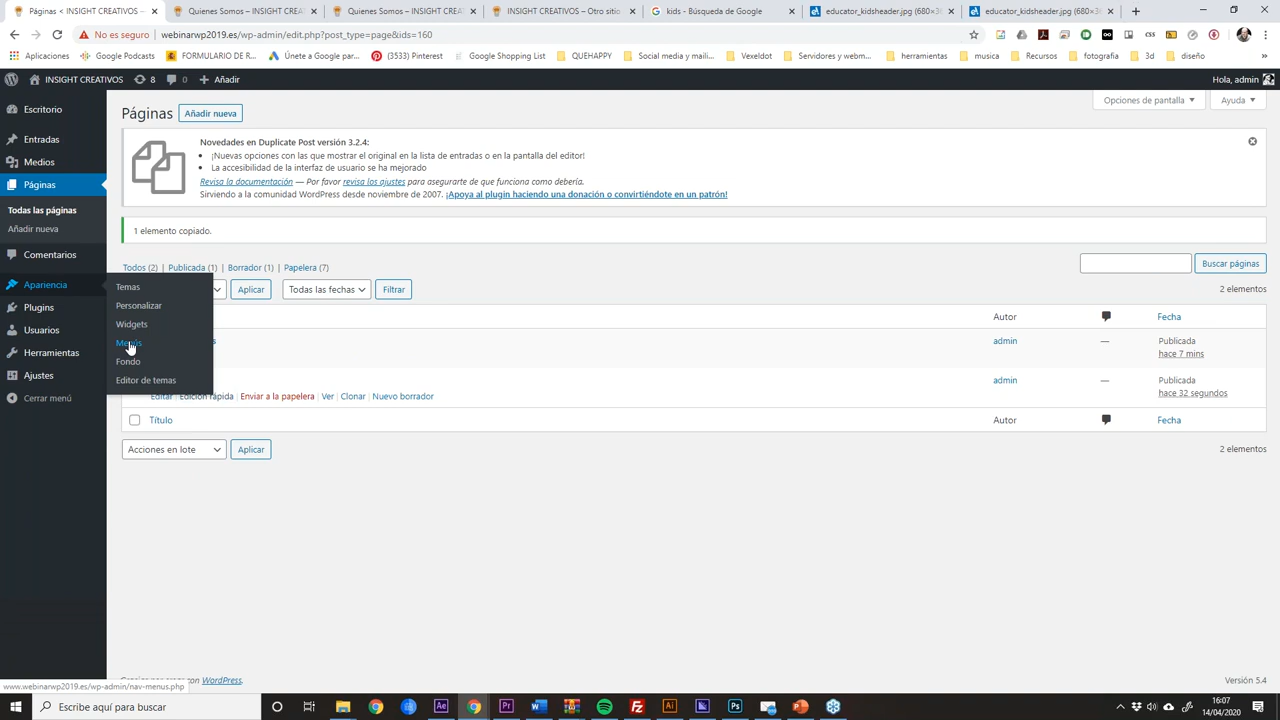 Páginas < INSIGHT CREATIVOS
Quienes Somos – INSIGHT CREAT
Quienes Somos – INSIGHT CREAT
INSIGHT CREATIVOS – Otro siti
kids - Búsqueda de Google
educator_kidsheader.jpg (680×3
educator_kidsheader.jpg (680×3
No es seguro
webinarwp2019.es/wp-admin/edit.php?post_type=page&ids=160
Aplicaciones
Google Podcasts
FORMULARIO DE R...
Únete a Google par...
(3533) Pinterest
Google Shopping List
QUEHAPPY
Social media y maili...
Vexeldot
Servidores y webm...
herramientas
musica
Recursos
fotografia
3d
diseño
»
INSIGHT CREATIVOS
8
0
Añadir
Hola, admin
Escritorio
Entradas
Medios
Páginas
Todas las páginas
Añadir nueva
Comentarios
Apariencia
Plugins
Usuarios
Herramientas
Ajustes
Cerrar menú
Temas
Personalizar
Widgets
Menús
Fondo
Editor de temas
Páginas
Añadir nueva
Opciones de pantalla
Ayuda
Novedades en Duplicate Post versión 3.2.4:
¡Nuevas opciones con las que mostrar el original en la lista de entradas o en la pantalla del editor!
La accesibilidad de la interfaz de usuario se ha mejorado
Revisa la documentación — Por favor revisa los ajustes para asegurarte de que funciona como debería.
Sirviendo a la comunidad WordPress desde noviembre de 2007. ¡Apoya al plugin haciendo una donación o convirtiéndote en un patrón!
1 elemento copiado.
Todos (2) | Publicada (1) | Borrador (1) | Papelera (7)
Buscar páginas
Aplicar
Todas las fechas
Filtrar
2 elementos
Autor
Fecha
admin
—
Publicada
hace 7 mins
admin
—
Publicada
hace 32 segundos
Editar | Edición rápida | Enviar a la papelera | Ver | Clonar | Nuevo borrador
Título
Autor
Fecha
Acciones en lote
Aplicar
2 elementos
WordPress.
Versión 5.4
www.webinarwp2019.es/wp-admin/nav-menus.php
Escribe aquí para buscar
16:07
14/04/2020